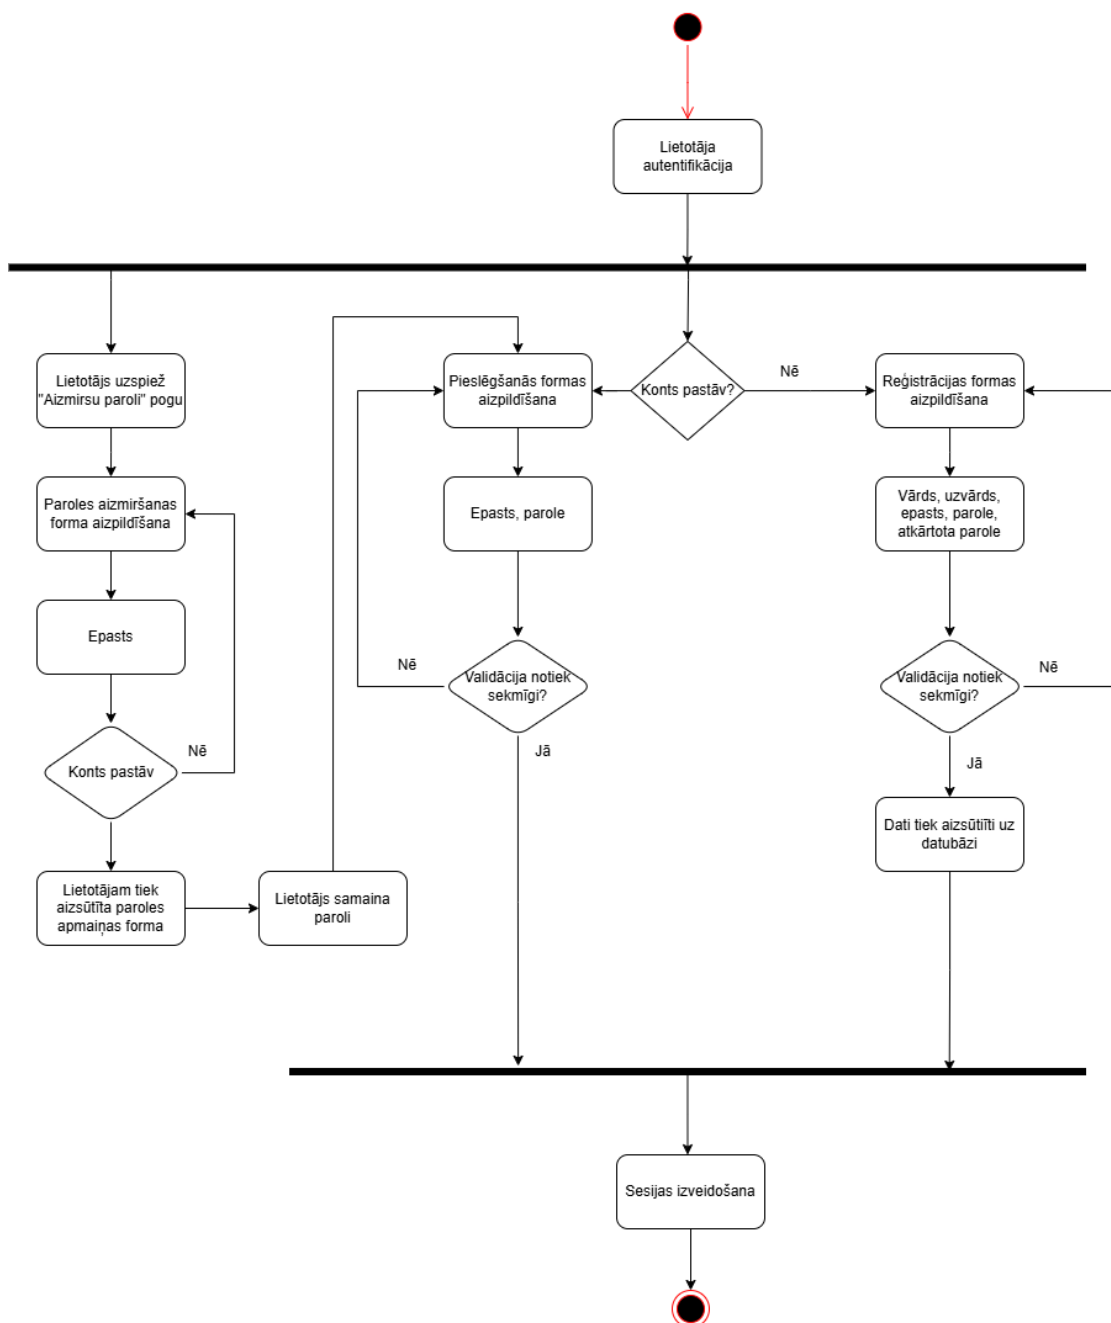 Lietotāja
autentifikācija
Lietotājs uzspiež
"Aizmirsu paroli" pogu
Paroles aizmiršanas
forma aizpildīšana
Epasts
Konts pastāv
Nē
Lietotājam tiek
aizsūtīta paroles
apmaiņas forma
Lietotājs samaina
paroli
Pieslēgšanās formas
aizpildīšana
Epasts, parole
Validācija notiek
sekmīgi?
Nē
Jā
Konts pastāv?
Nē
Reģistrācijas formas
aizpildīšana
Vārds, uzvārds,
epasts, parole,
atkārtota parole
Validācija notiek
sekmīgi?
Nē
Jā
Dati tiek aizsūtiīti uz
datubāzi
Sesijas izveidošana